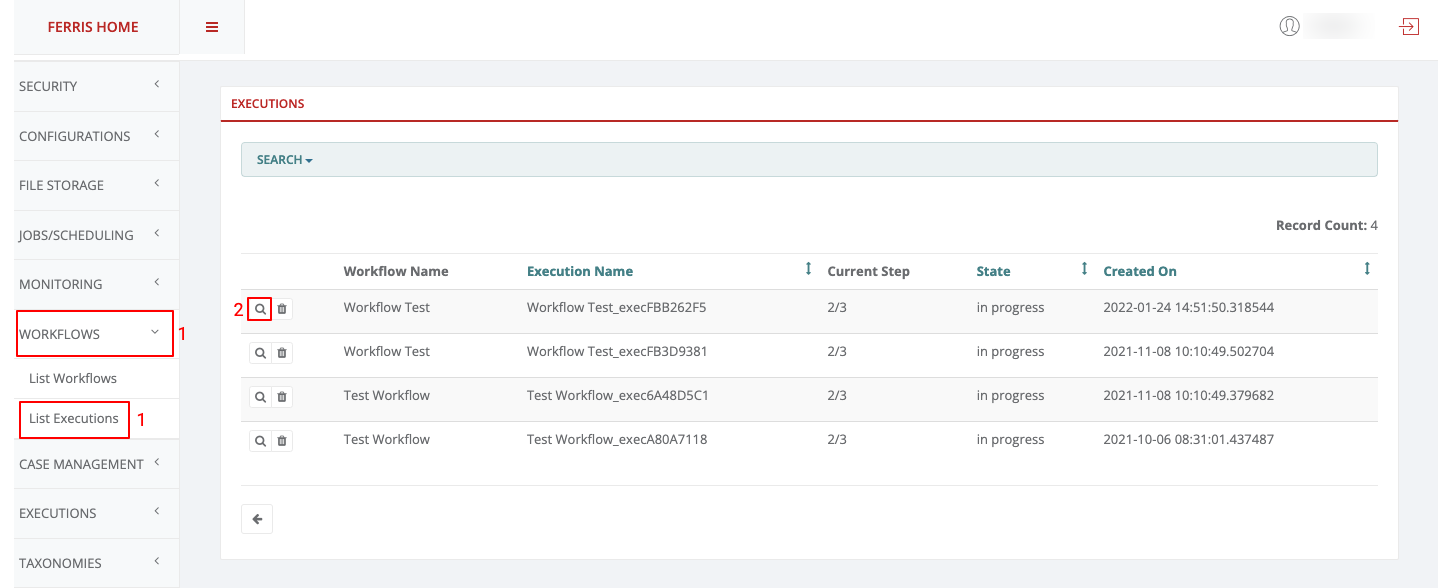 FERRIS HOME
SECURITY
CONFIGURATIONS
FILE STORAGE
JOBS/SCHEDULING
MONITORING
WORKFLOWS 1
List Workflows
List Executions 1
CASE MANAGEMENT
EXECUTIONS
TAXONOMIES
EXECUTIONS
SEARCH
Record Count: 4
Workflow Name Execution Name Current Step State Created On
2 Workflow Test Workflow Test_execFBB262F5 2/3 in progress 2022-01-24 14:51:50.318544
Workflow Test Workflow Test_execFB3D9381 2/3 in progress 2021-11-08 10:10:49.502704
Test Workflow Test Workflow_exec6A48D5C1 2/3 in progress 2021-11-08 10:10:49.379682
Test Workflow Test Workflow_execA80A7118 2/3 in progress 2021-10-06 08:31:01.437487